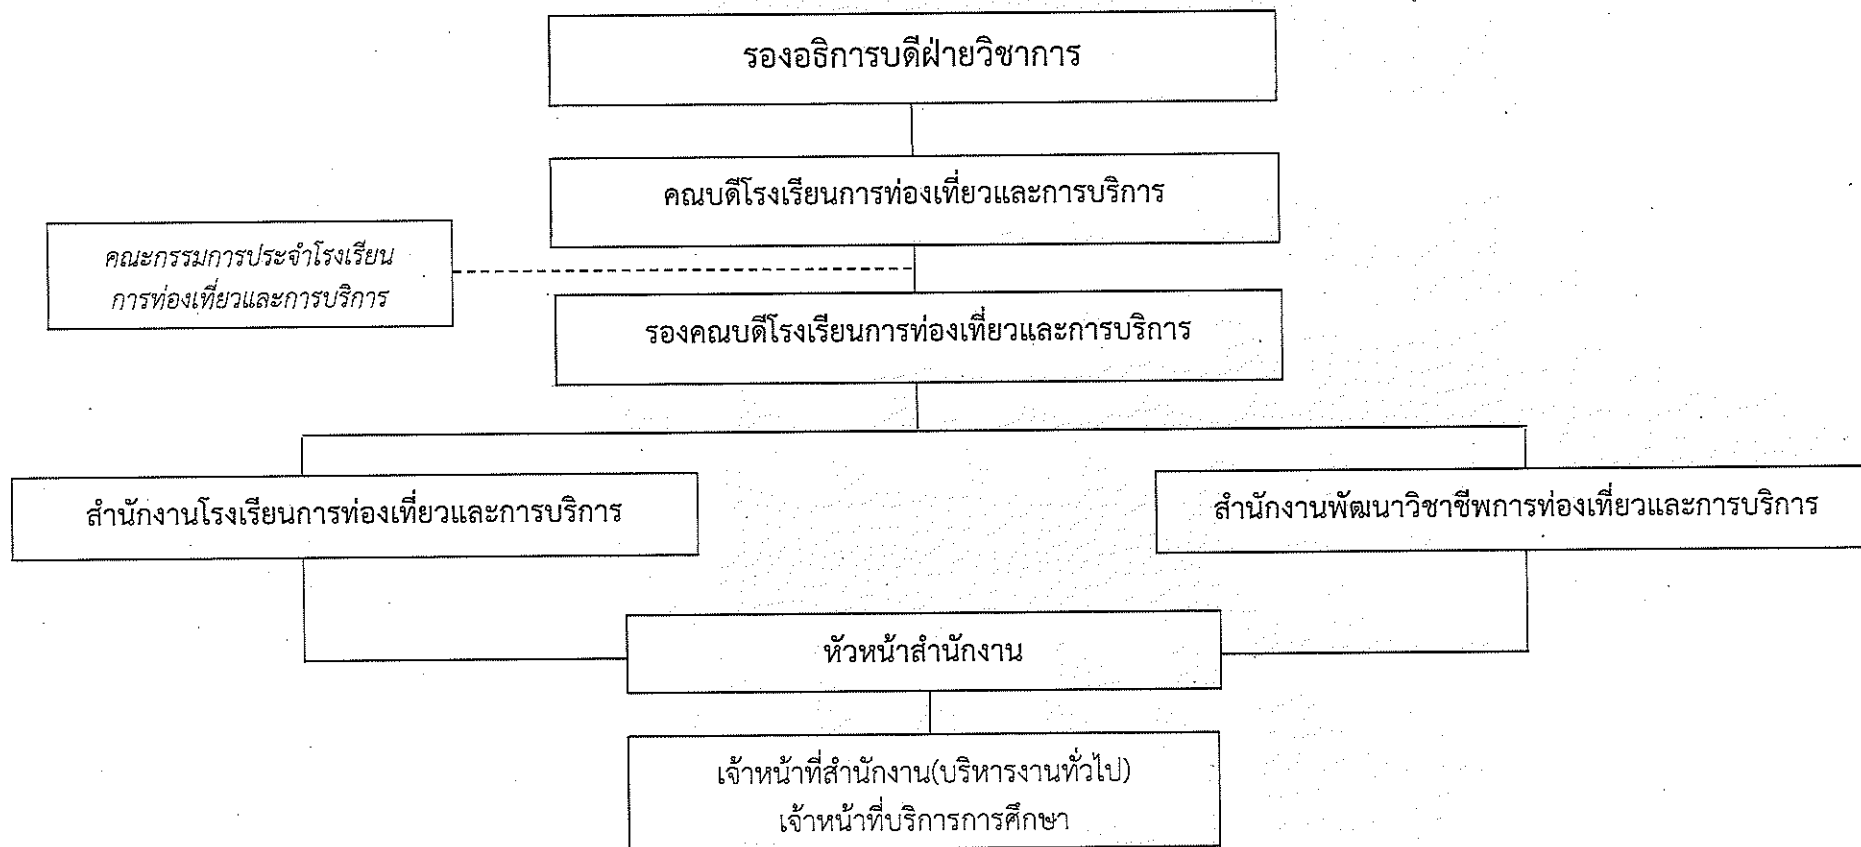 รองอธิการบดีฝ่ายวิชาการ
คณบดีโรงเรียนการท่องเที่ยวและการบริการ
คณะกรรมการประจำโรงเรียน
การท่องเที่ยวและการบริการ
รองคณบดีโรงเรียนการท่องเที่ยวและการบริการ
สำนักงานโรงเรียนการท่องเที่ยวและการบริการ
สำนักงานพัฒนาวิชาชีพการท่องเที่ยวและการบริการ
หัวหน้าสำนักงาน
เจ้าหน้าที่สำนักงาน(บริหารงานทั่วไป)
เจ้าหน้าที่บริการการศึกษา